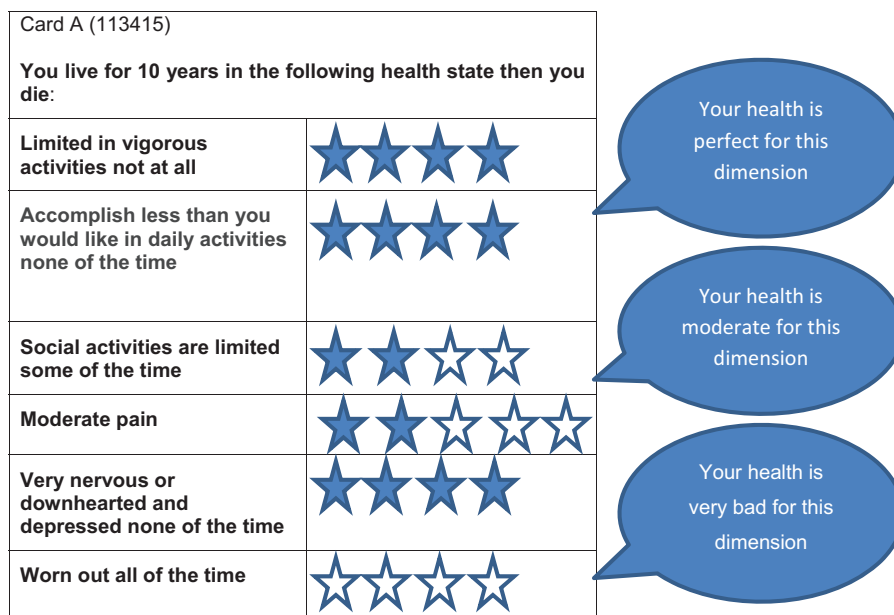 Card A (113415)
You live for 10 years in the following health state then you
die:
Limited in vigorous
activities not at all
Accomplish less than you
would like in daily activities
none of the time
Social activities are limited
some of the time
Moderate pain
Very nervous or
downhearted and
depressed none of the time
Worn out all of the time
Your health is
perfect for this
dimension
Your health is
moderate for this
dimension
Your health is
very bad for this
dimension